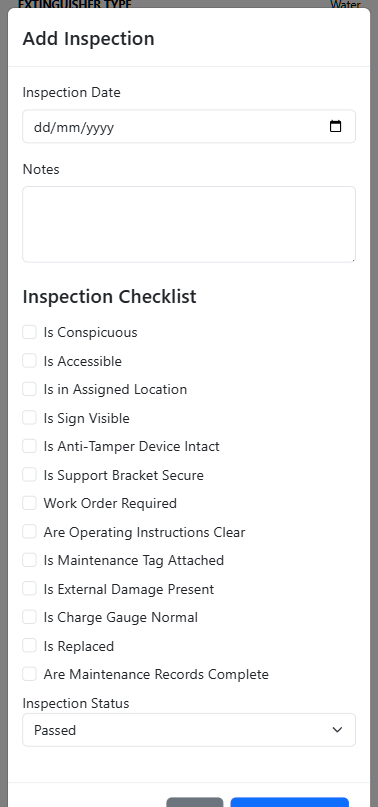 EXTINGUISHER TYPE Water
Add Inspection
Inspection Date
dd/mm/yyyy
Notes
Inspection Checklist
Is Conspicuous
Is Accessible
Is in Assigned Location
Is Sign Visible
Is Anti-Tamper Device Intact
Is Support Bracket Secure
Work Order Required
Are Operating Instructions Clear
Is Maintenance Tag Attached
Is External Damage Present
Is Charge Gauge Normal
Is Replaced
Are Maintenance Records Complete
Inspection Status
Passed